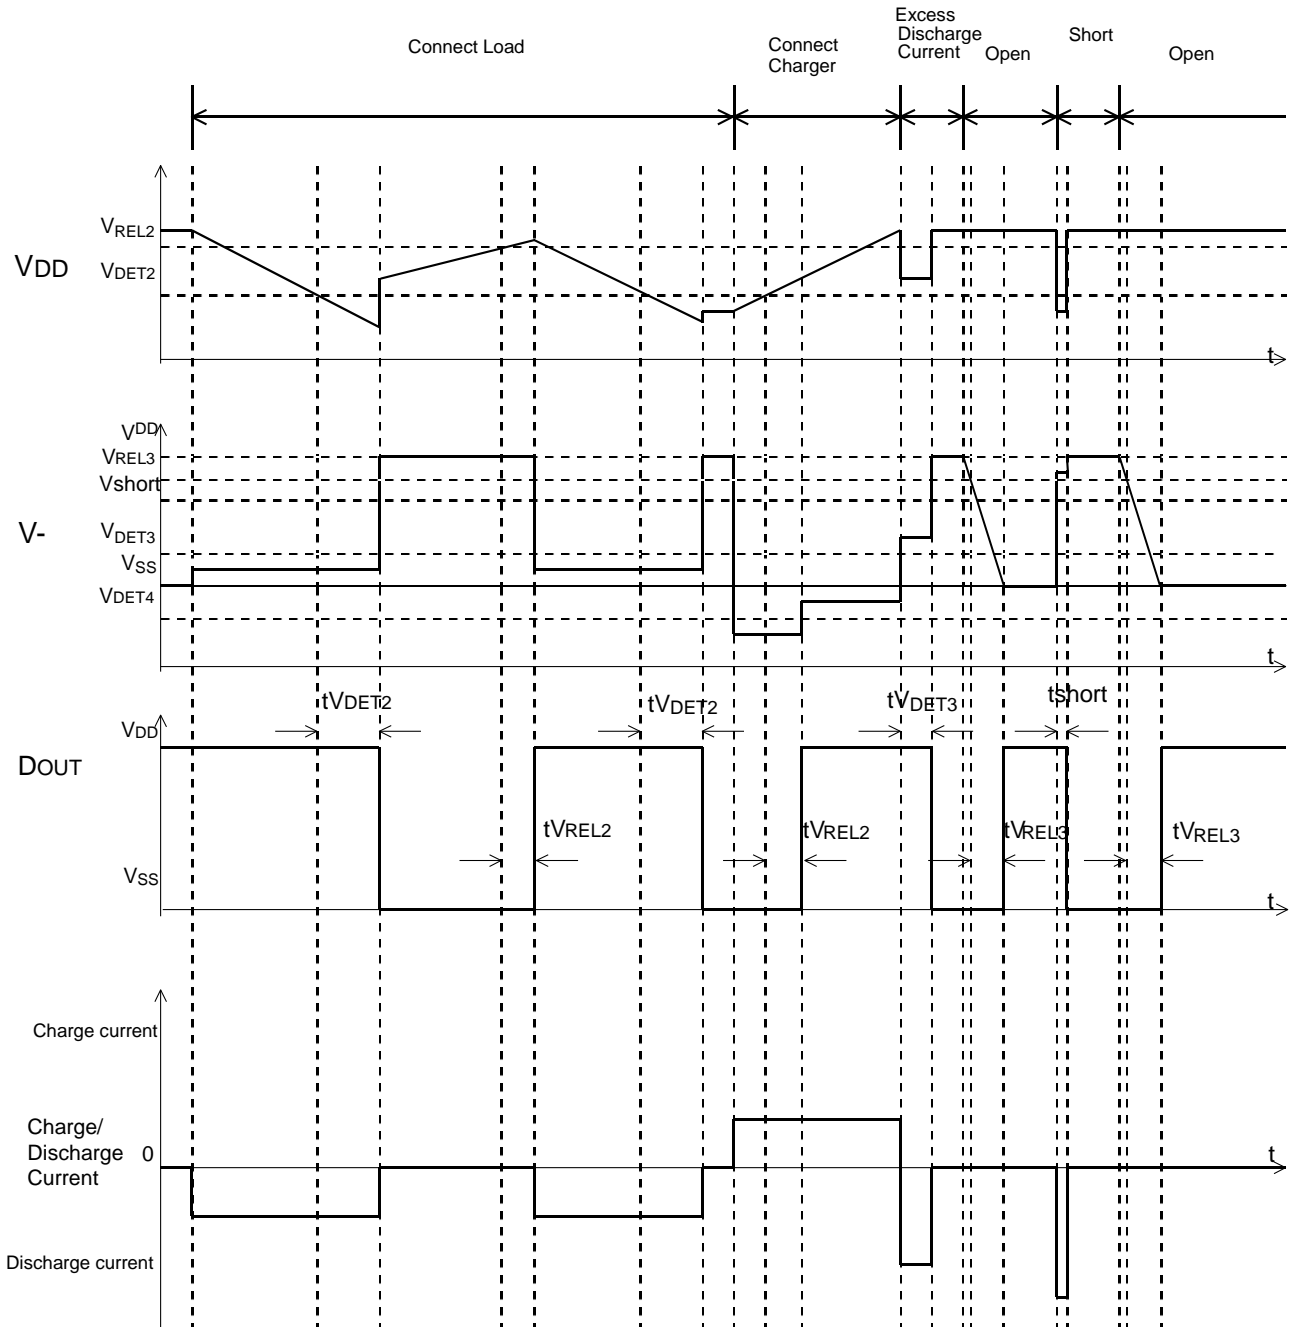 Connect Load
Connect
Charger
Excess
Discharge
Current
Open
Short
Open
VREL2
VDD
VDET2
t
VDD
VREL3
Vshort
V-
VDET3
VSS
VDET4
t
tVDET2
tVDET2
tVDET3
tshort
VDD
DOUT
tVREL2
tVREL2
tVREL3
tVREL3
VSS
t
Charge current
Charge/
Discharge
Current
0
t
Discharge current